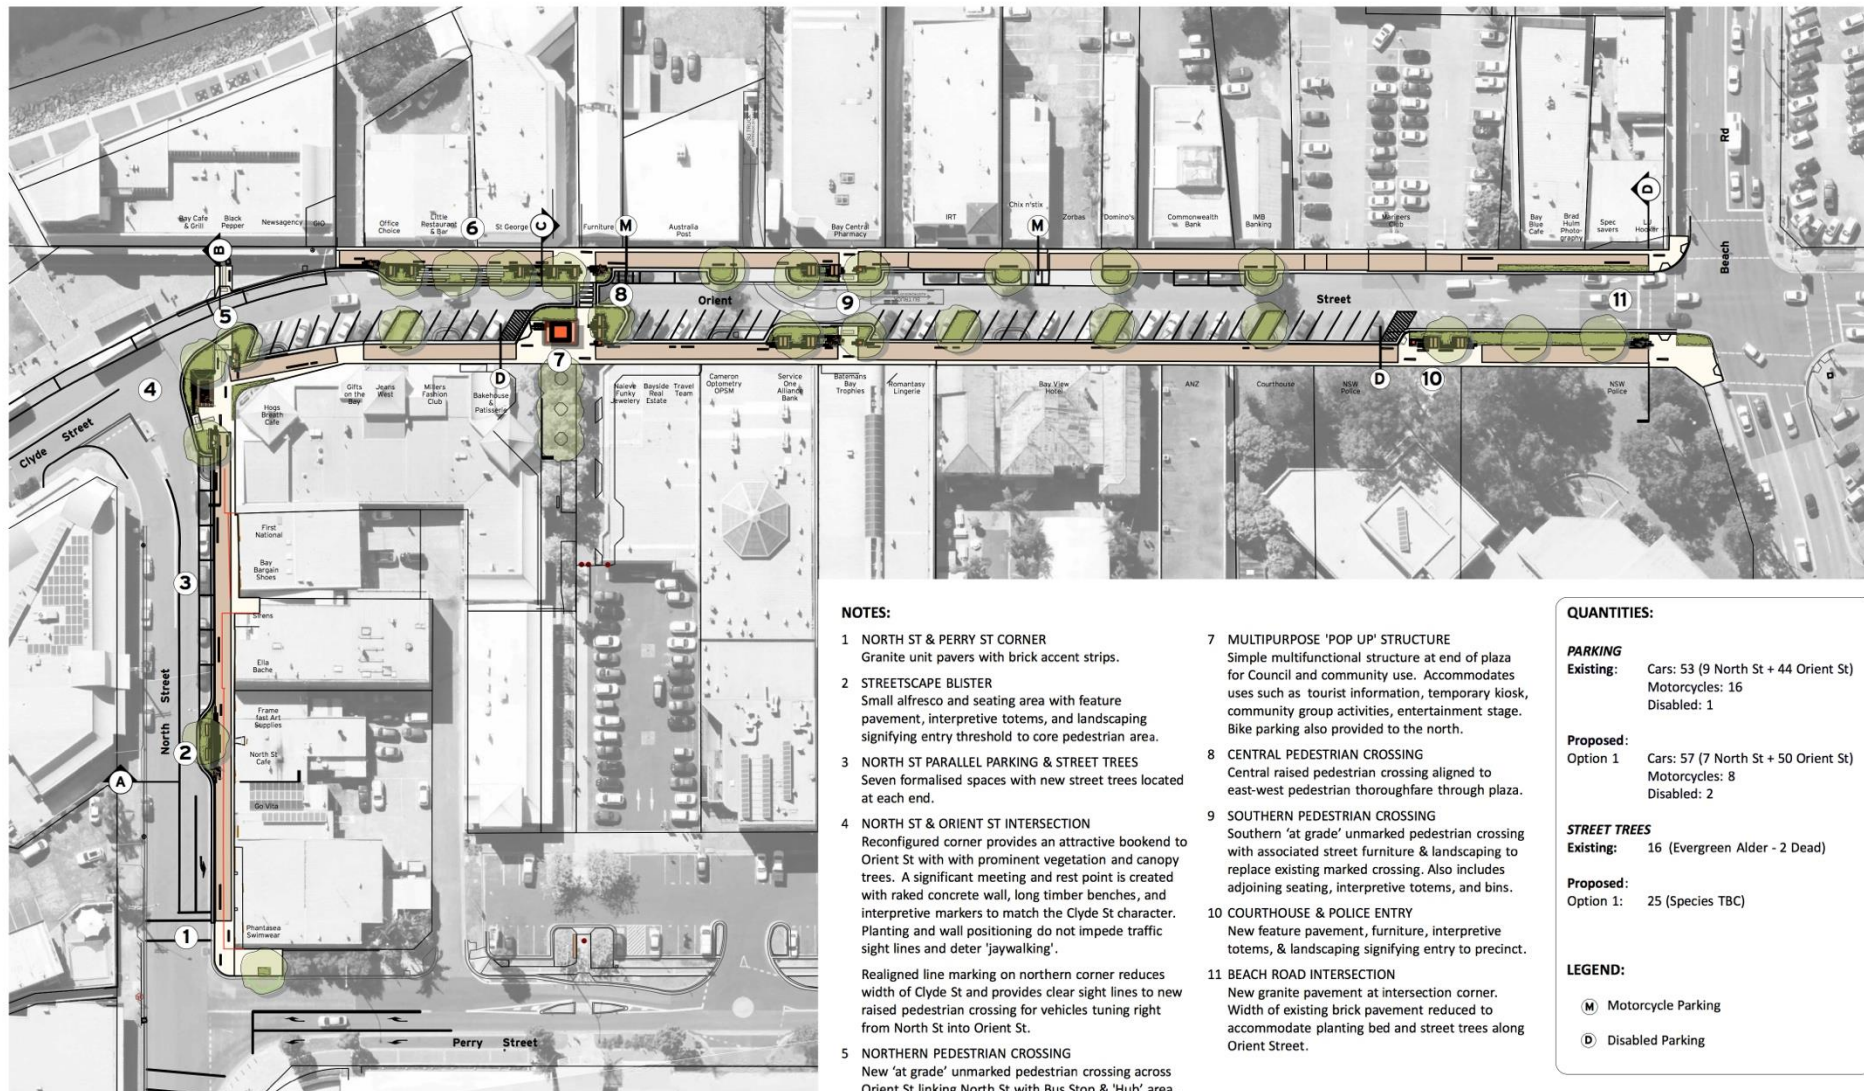 Bay Cafe
& Grill
Black
Pepper
Newsagency
GIO
Office
Choice
Little
Restaurant
& Bar
6
St George
C
Furniture
M
Australia
Post
Bay Central
Pharmacy
IRT
Chix n'stix
M
Zorbas
Domino's
Commonwealth
Bank
IMB
Banking
Mariners
Club
Bay
Blue
Cafe
Brad
Hulm
Photo-
graphy
Spec
savers
LJ
Hooker
D
Beach Rd
B
5
8
Orient
9
Street
11
4
7
D
D
10
Clyde Street
Hogs
Breath
Cafe
Gifts
on the
Bay
Jeans
West
Millers
Fashion
Club
Bakehouse
&
Patisserie
Naieve
Funky
Jewelery
Bayside
Real
Estate
Travel
Team
Cameron
Optometry
OPSM
Service
One
Alliance
Bank
Batemans
Bay
Trophies
Romantasy
Lingerie
Bay View
Hotel
ANZ
Courthouse
NSW
Police
NSW
Police
First
National
3
Bay
Bargain
Shoes
Sirens
Ella
Bache
North Street
Frame
fast Art
Supplies
2
North St
Cafe
A
Go Vita
1
Phantasea
Swimwear
Perry Street
NOTES:
1 NORTH ST & PERRY ST CORNER
Granite unit pavers with brick accent strips.
2 STREETSCAPE BLISTER
Small alfresco and seating area with feature
pavement, interpretive totems, and landscaping
signifying entry threshold to core pedestrian area.
3 NORTH ST PARALLEL PARKING & STREET TREES
Seven formalised spaces with new street trees located
at each end.
4 NORTH ST & ORIENT ST INTERSECTION
Reconfigured corner provides an attractive bookend to
Orient St with with prominent vegetation and canopy
trees. A significant meeting and rest point is created
with raked concrete wall, long timber benches, and
interpretive markers to match the Clyde St character.
Planting and wall positioning do not impede traffic
sight lines and deter 'jaywalking'.
Realigned line marking on northern corner reduces
width of Clyde St and provides clear sight lines to new
raised pedestrian crossing for vehicles tuning right
from North St into Orient St.
5 NORTHERN PEDESTRIAN CROSSING
New 'at grade' unmarked pedestrian crossing across
Orient St linking North St with Bus Stop & 'Hub' area
7 MULTIPURPOSE 'POP UP' STRUCTURE
Simple multifunctional structure at end of plaza
for Council and community use. Accommodates
uses such as tourist information, temporary kiosk,
community group activities, entertainment stage.
Bike parking also provided to the north.
8 CENTRAL PEDESTRIAN CROSSING
Central raised pedestrian crossing aligned to
east-west pedestrian thoroughfare through plaza.
9 SOUTHERN PEDESTRIAN CROSSING
Southern 'at grade' unmarked pedestrian crossing
with associated street furniture & landscaping to
replace existing marked crossing. Also includes
adjoining seating, interpretive totems, and bins.
10 COURTHOUSE & POLICE ENTRY
New feature pavement, furniture, interpretive
totems, & landscaping signifying entry to precinct.
11 BEACH ROAD INTERSECTION
New granite pavement at intersection corner.
Width of existing brick pavement reduced to
accommodate planting bed and street trees along
Orient Street.
QUANTITIES:
PARKING
Existing: Cars: 53 (9 North St + 44 Orient St)
Motorcycles: 16
Disabled: 1
Proposed:
Option 1 Cars: 57 (7 North St + 50 Orient St)
Motorcycles: 8
Disabled: 2
STREET TREES
Existing: 16 (Evergreen Alder - 2 Dead)
Proposed:
Option 1: 25 (Species TBC)
LEGEND:
M Motorcycle Parking
D Disabled Parking